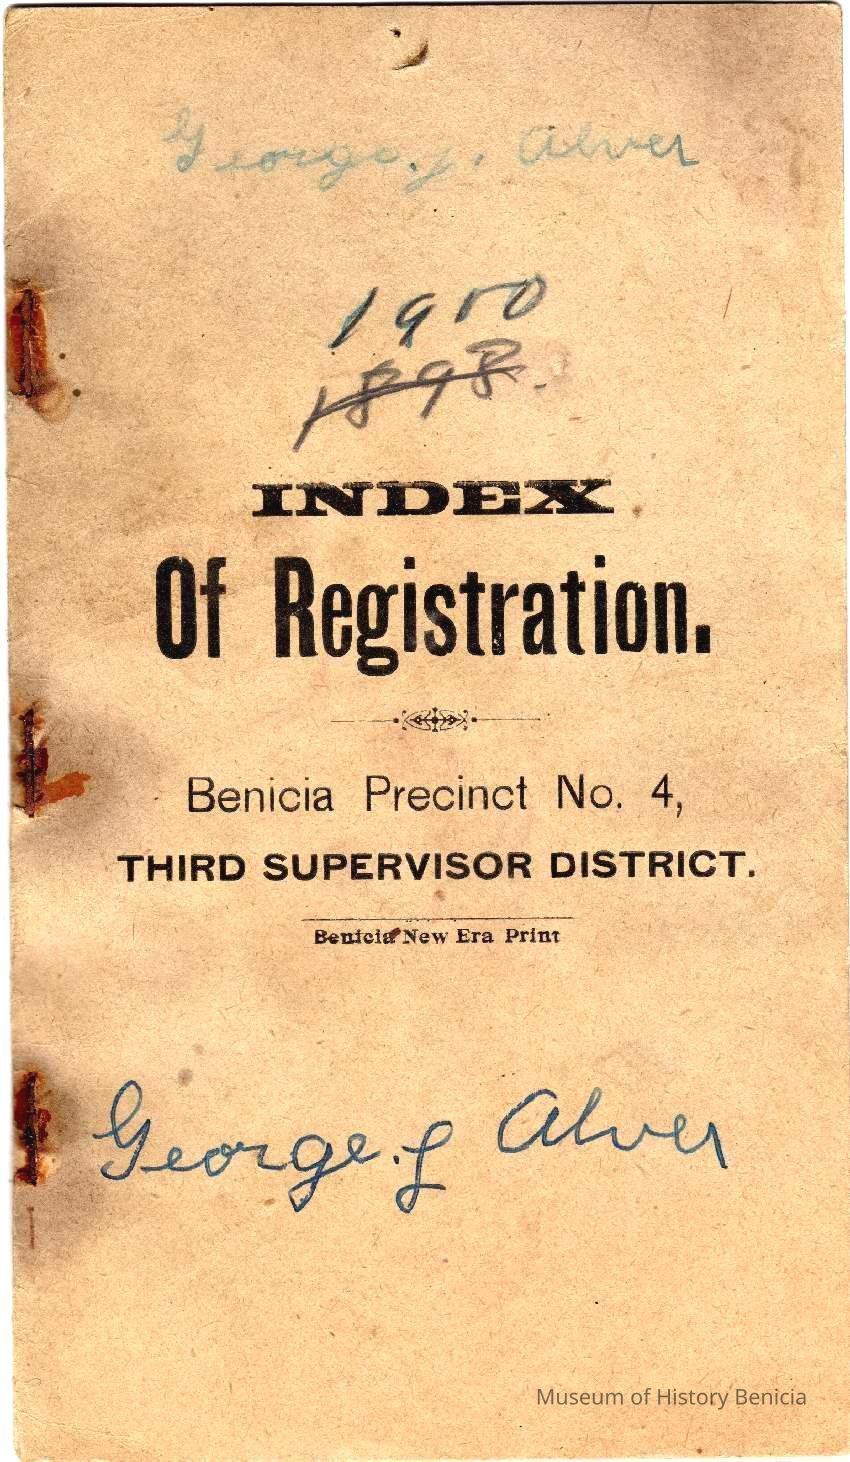 George. J. Alver
1900
1898.
INDEX
Of Registration.
Benicia Precinct No. 4,
THIRD SUPERVISOR DISTRICT.
Benicia New Era Print
George. J Alver
Museum of History Benicia